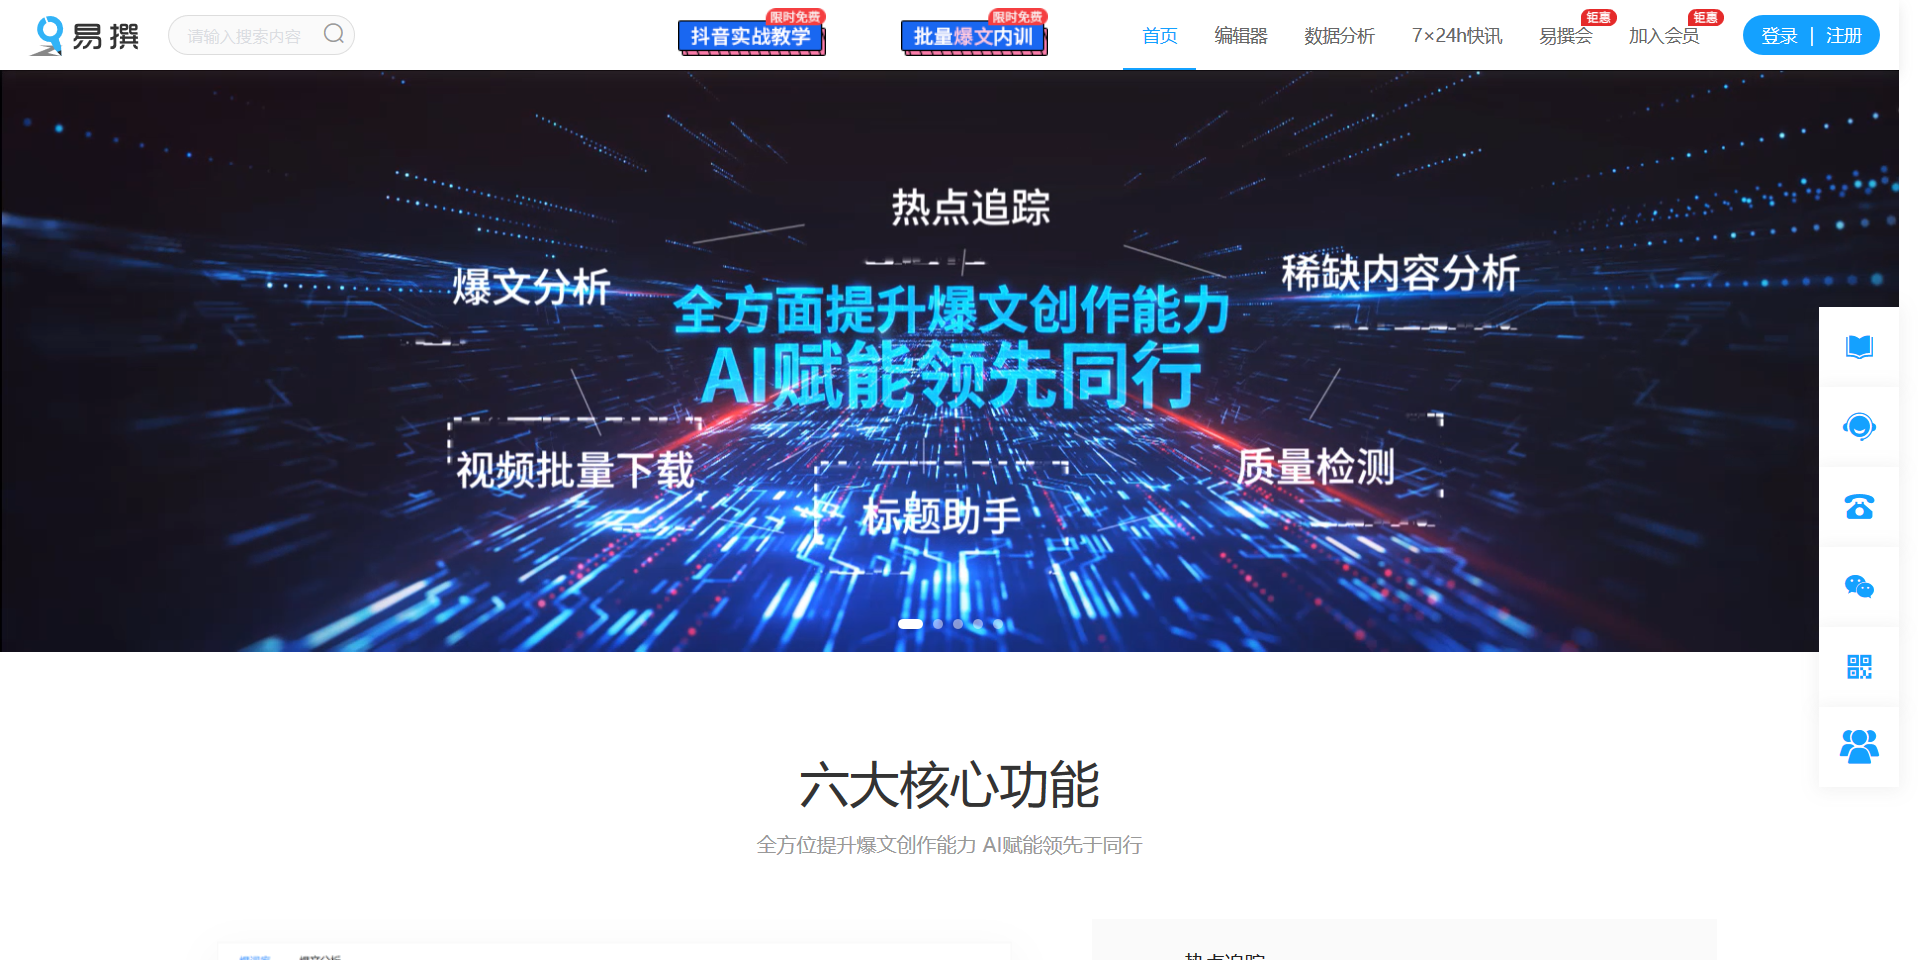 易撰
请输入搜索内容
限时免费
抖音实战教学
限时免费
批量爆文内训
首页
编辑器
数据分析
7×24h快讯
易撰会
钜惠
加入会员
钜惠
登录 | 注册
热点追踪
爆文分析
稀缺内容分析
全方面提升爆文创作能力
AI赋能领先同行
视频批量下载
质量检测
标题助手
六大核心功能
全方位提升爆文创作能力 AI赋能领先于同行
热点追踪